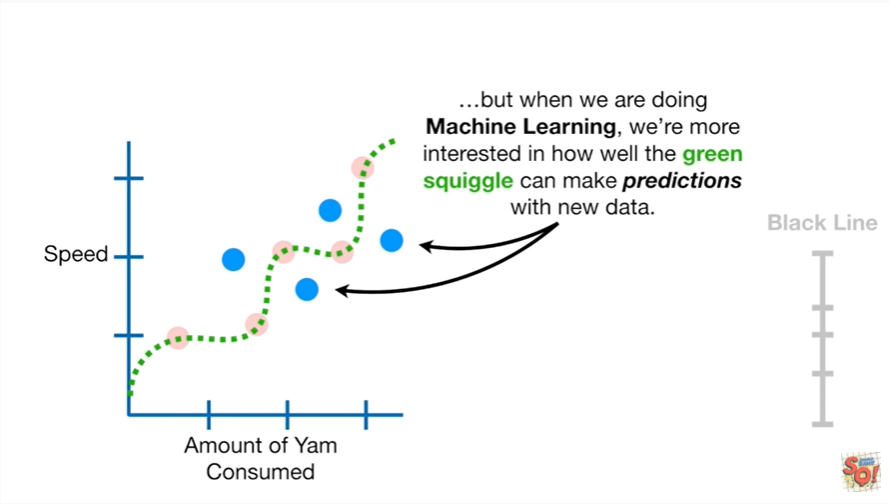 …but when we are doing
Machine Learning, we’re more
interested in how well the green
squiggle can make predictions
with new data.
Black Line
Speed
Amount of Yam
Consumed
SQ!